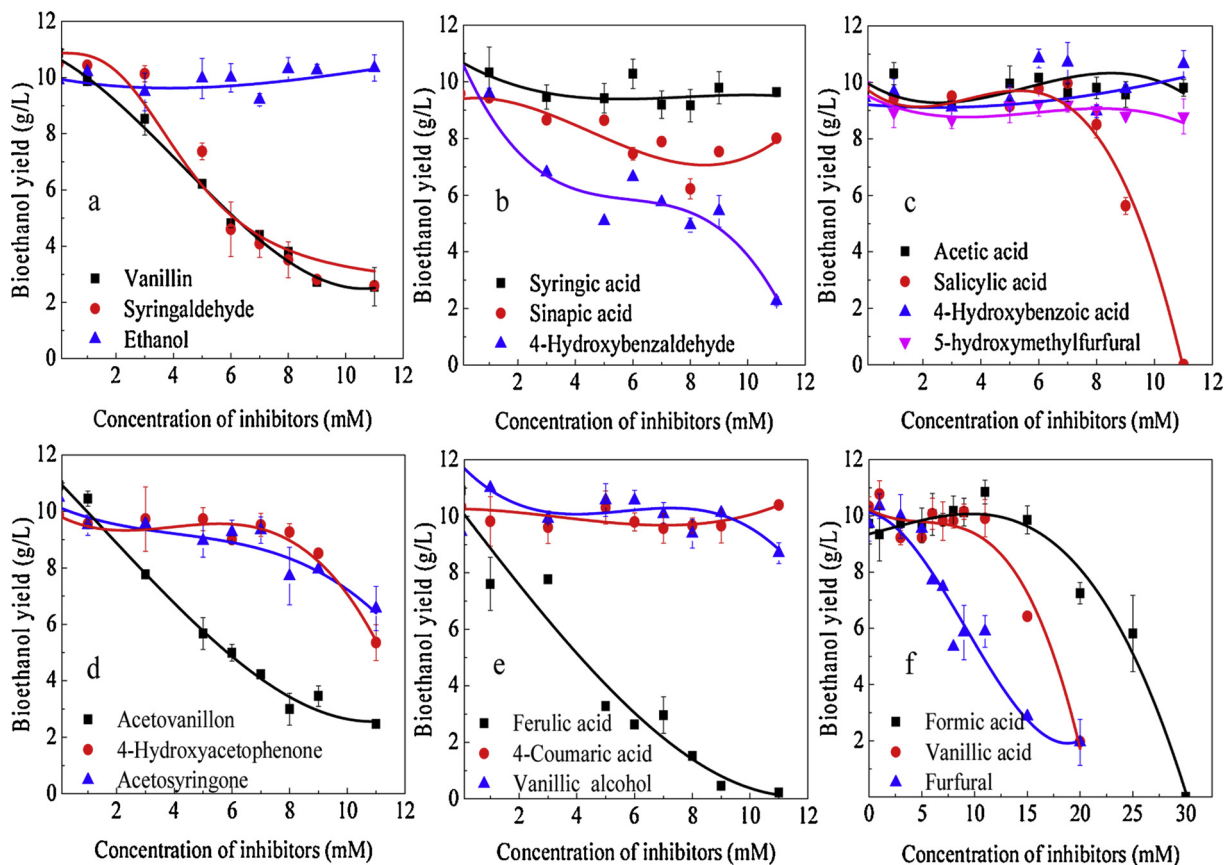 12
10
8
6
4
2
0
Bioethanol yield (g/L)
a
Vanillin
Syringaldehyde
Ethanol
2 4 6 8 10 12
Concentration of inhibitors (mM)
12
10
8
6
4
2
0
Bioethanol yield (g/L)
b
Syringic acid
Sinapic acid
4-Hydroxybenzaldehyde
2 4 6 8 10 12
Concentration of inhibitors (mM)
12
10
8
6
4
2
0
Bioethanol yield (g/L)
c
Acetic acid
Salicylic acid
4-Hydroxybenzoic acid
5-hydroxymethylfurfural
2 4 6 8 10 12
Concentration of inhibitors (mM)
12
10
8
6
4
2
0
Bioethanol yield (g/L)
d
Acetovanillon
4-Hydroxyacetophenone
Acetosyringone
2 4 6 8 10 12
Concentration of inhibitors (mM)
12
10
8
6
4
2
0
Bioethanol yield (g/L)
e
Ferulic acid
4-Coumaric acid
Vanillic alcohol
2 4 6 8 10 12
Concentration of inhibitors (mM)
12
10
8
6
4
2
Bioethanol yield (g/L)
f
Formic acid
Vanillic acid
Furfural
0 5 10 15 20 25 30
Concentration of inhibitors (mM)